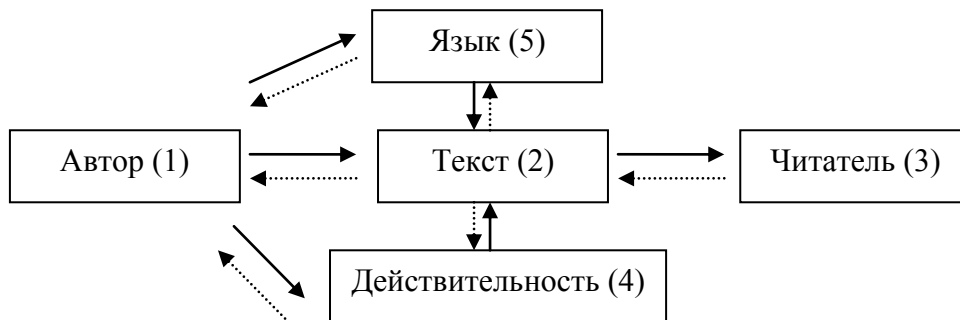 Язык (5)
Автор (1)
Текст (2)
Читатель (3)
Действительность (4)